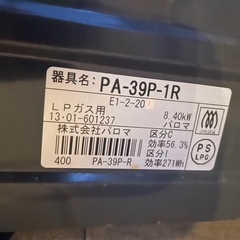 器具名: PA-39P-1R
E1-2-20
LPガス用 8.40kW
13·01-601237 パロマ
株式会社パロマ 区分C
効率56.3%
区分I
400 PA-39P-R 効率271Wh
PS
LPG